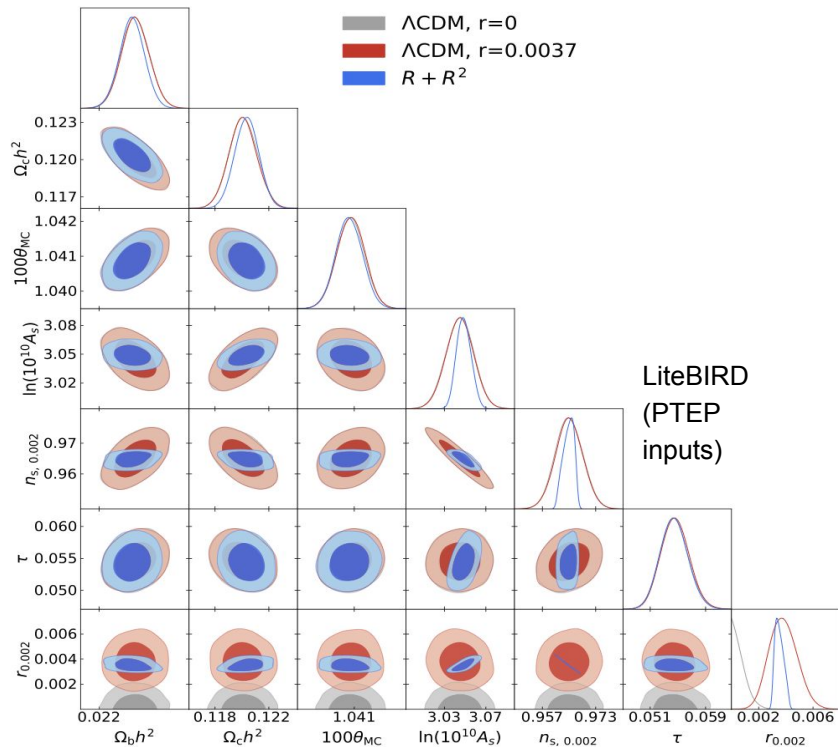 ΛCDM, r=0
ΛCDM, r=0.0037
R + R²
0.123
0.120
0.117
Ω_c h²
1.042
1.041
1.040
100θ_MC
3.08
3.05
3.02
ln(10¹⁰A_s)
LiteBIRD
(PTEP
inputs)
0.97
0.96
n_s, 0.002
0.060
0.055
0.050
τ
0.006
0.004
0.002
r_0.002
0.022
0.118 0.122
1.041
3.03 3.07
0.957 0.973
0.051 0.059
0.002 0.006
Ω_b h²
Ω_c h²
100θ_MC
ln(10¹⁰A_s)
n_s, 0.002
τ
r_0.002